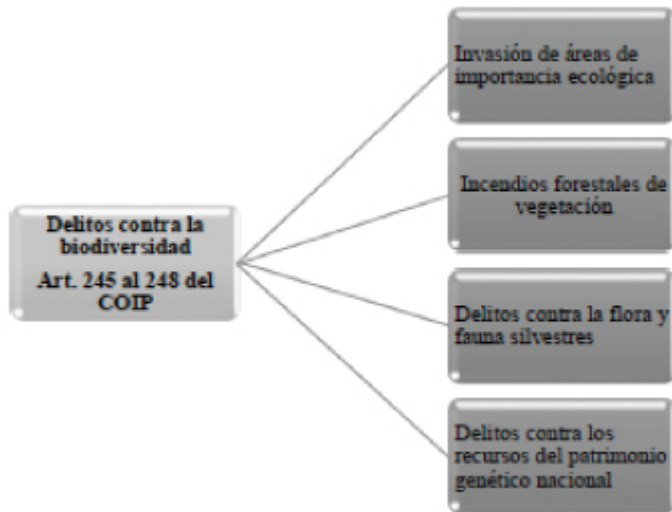 Delitos contra la
biodiversidad
Art. 245 al 248 del
COIP
Invasión de áreas de
importancia ecológica
Incendios forestales de
vegetación
Delitos contra la flora y
fauna silvestres
Delitos contra los
recursos del patrimonio
genético nacional